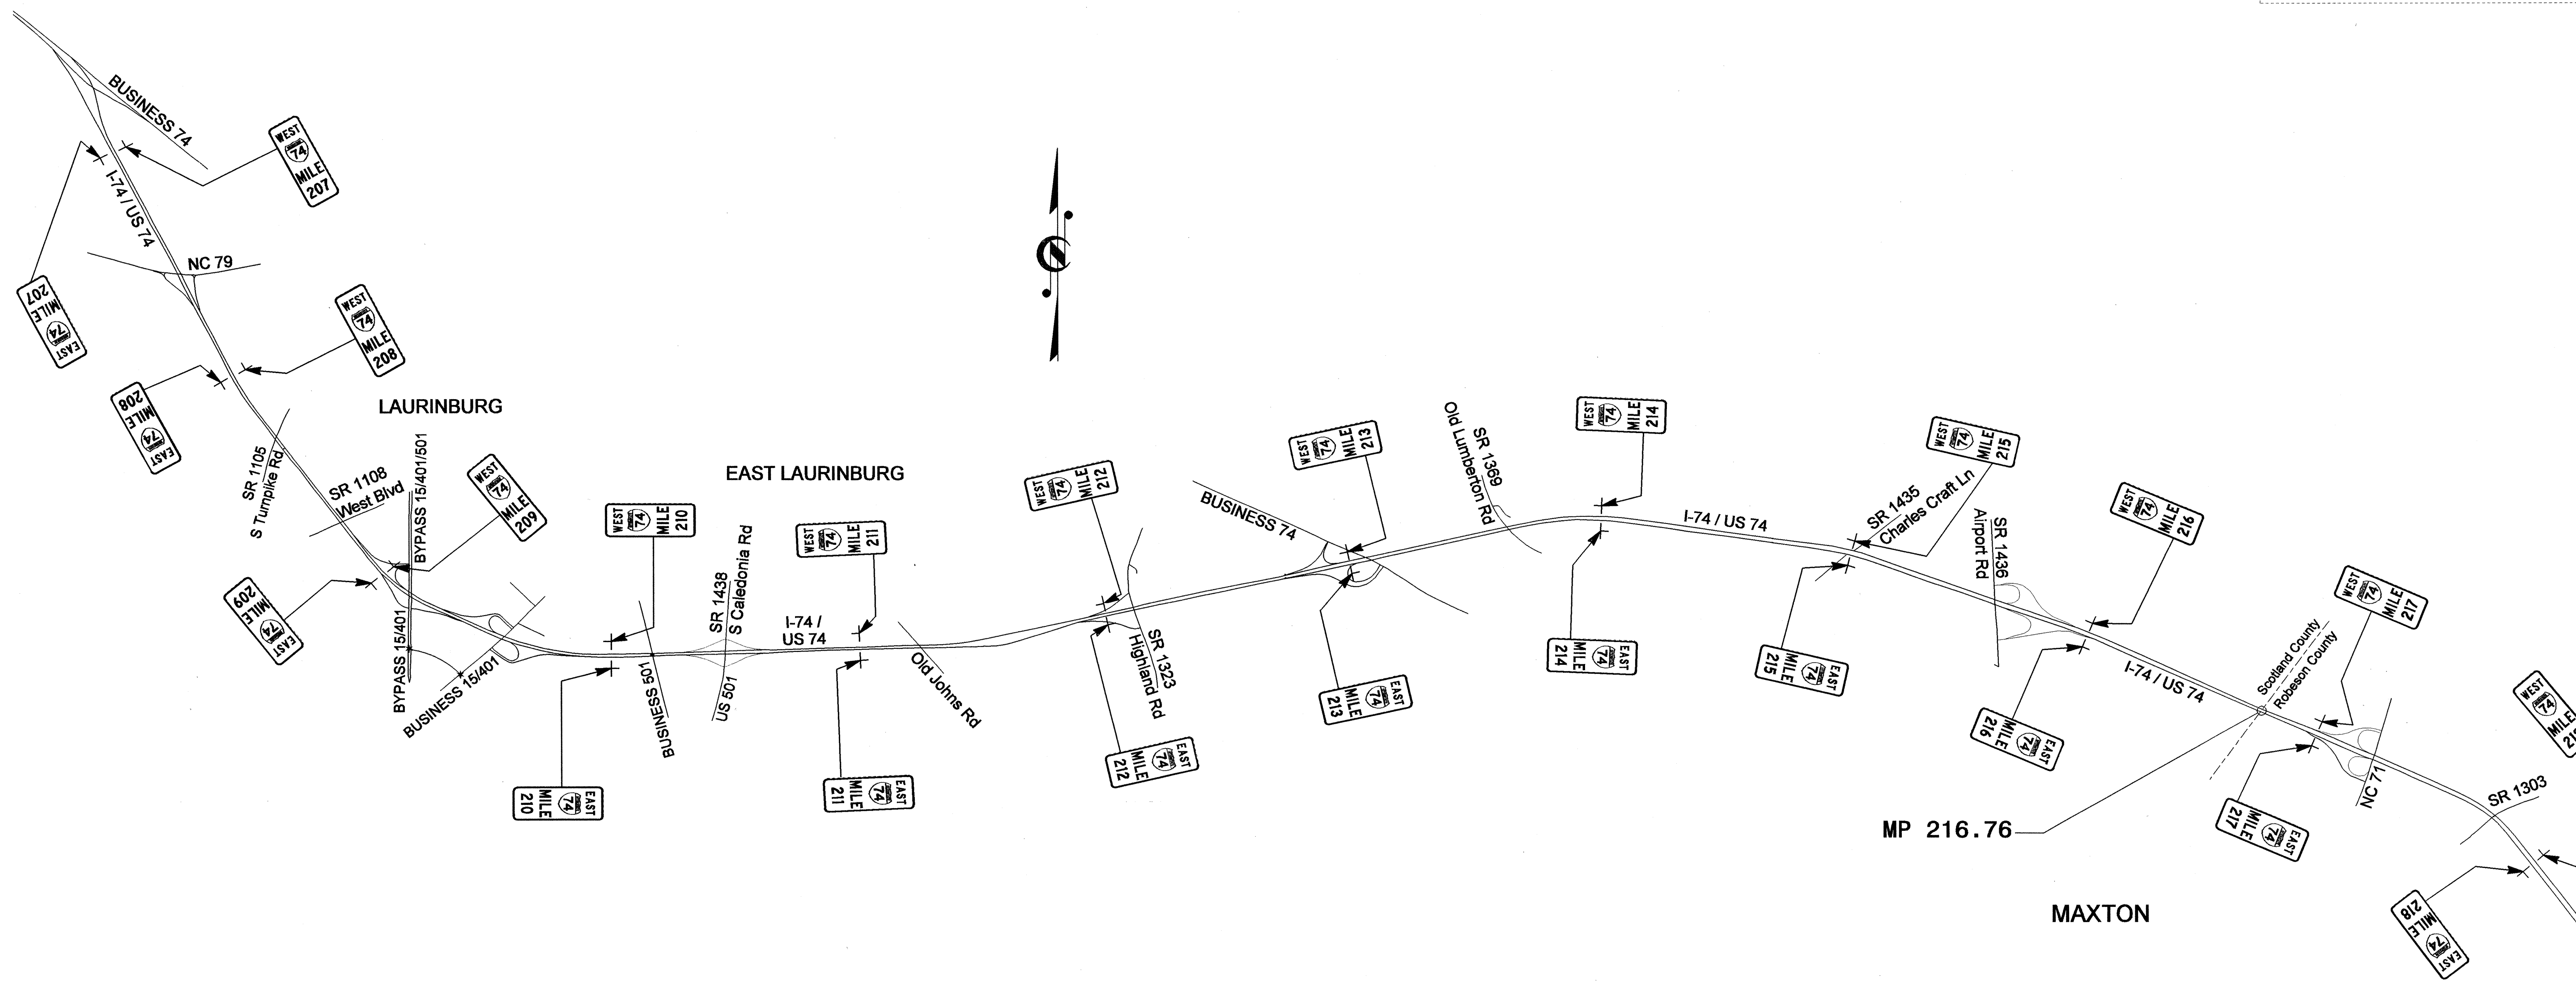 BUSINESS 74
WEST
74
MILE
207
I-74 / US 74
EAST
74
MILE
207
NC 79
WEST
74
MILE
208
EAST
74
MILE
208
LAURINBURG
SR 1105
S Turnpike Rd
SR 1108
West Blvd
BYPASS 15/401/501
WEST
74
MILE
209
EAST
74
MILE
209
BYPASS 15/401
BUSINESS 15/401
WEST
74
MILE
210
EAST
74
MILE
210
BUSINESS 501
EAST LAURINBURG
SR 1438
S Caledonia Rd
US 501
I-74 /
US 74
WEST
74
MILE
211
EAST
74
MILE
211
Old Johns Rd
WEST
74
MILE
212
EAST
74
MILE
212
SR 1323
Highland Rd
BUSINESS 74
WEST
74
MILE
213
EAST
74
MILE
213
SR 1369
Old Lumberton Rd
WEST
74
MILE
214
EAST
74
MILE
214
I-74 / US 74
SR 1435
Charles Craft Ln
WEST
74
MILE
215
EAST
74
MILE
215
SR 1436
Airport Rd
WEST
74
MILE
216
EAST
74
MILE
216
I-74 / US 74
Scotland County
Robeson County
MP 216.76
WEST
74
MILE
217
EAST
74
MILE
217
NC 71
MAXTON
SR 1303
WEST
74
MILE
EAST
74
MILE
218